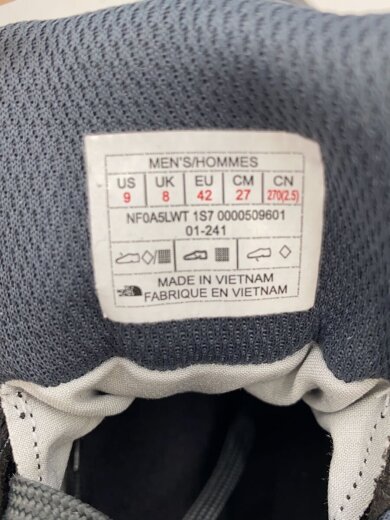 MEN'S/HOMMES
US UK EU CM CN
9 8 42 27 270(2.5)
NF0A5LWT 1S7 0000509601
01-241
MADE IN VIETNAM
FABRIQUE EN VIETNAM